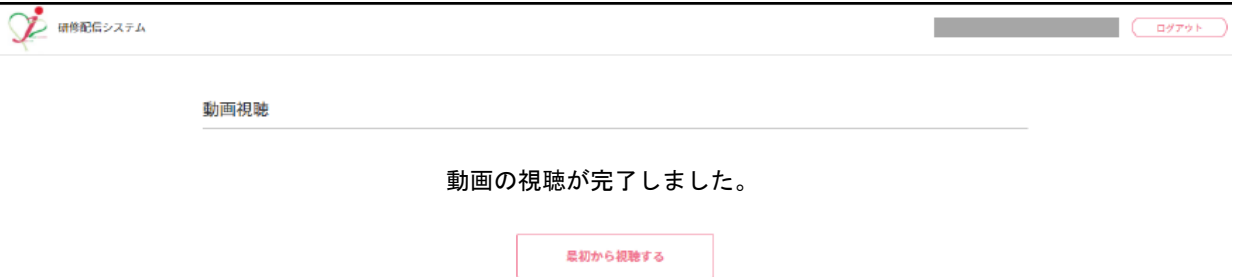 研修配信システム
ログアウト
動画視聴
動画の視聴が完了しました。
最初から視聴する